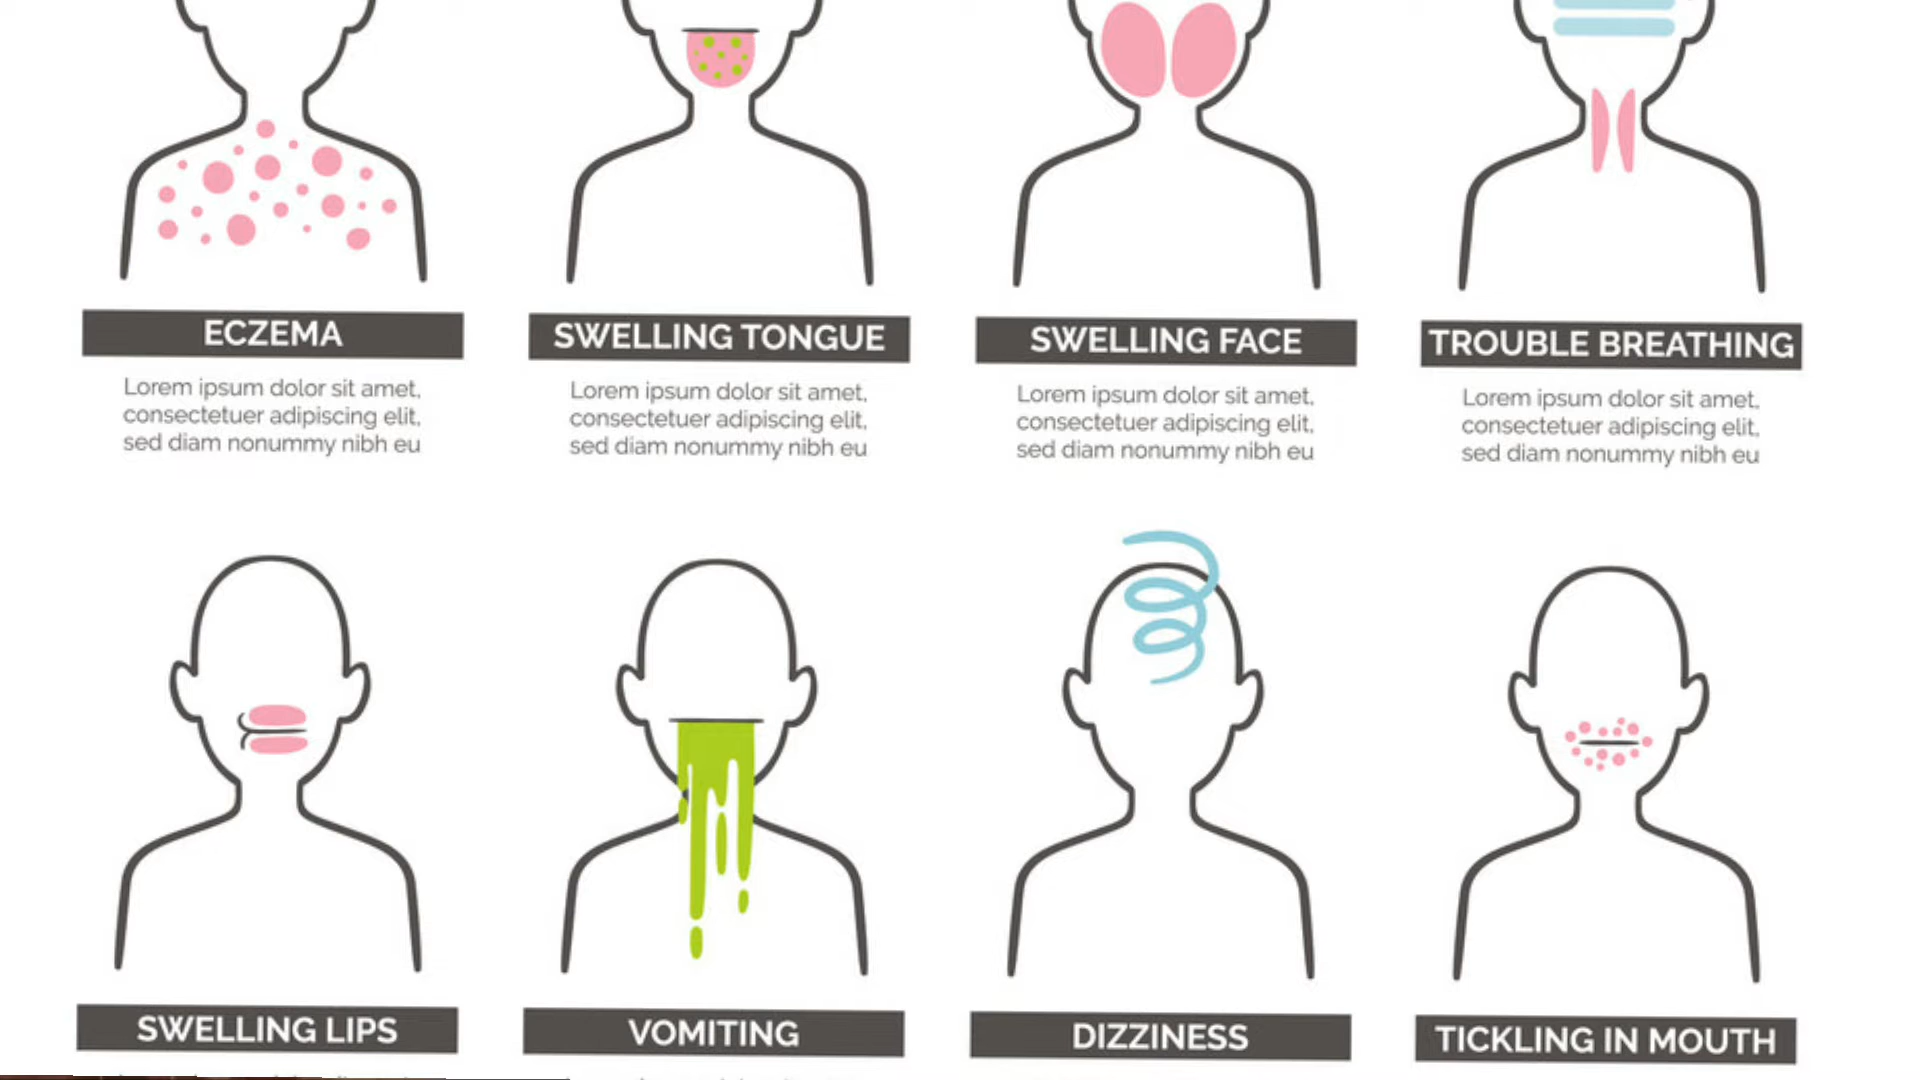 ECZEMA
Lorem ipsum dolor sit amet,
consectetuer adipiscing elit,
sed diam nonummy nibh eu
SWELLING TONGUE
Lorem ipsum dolor sit amet,
consectetuer adipiscing elit,
sed diam nonummy nibh eu
SWELLING FACE
Lorem ipsum dolor sit amet,
consectetuer adipiscing elit,
sed diam nonummy nibh eu
TROUBLE BREATHING
Lorem ipsum dolor sit amet,
consectetuer adipiscing elit,
sed diam nonummy nibh eu
SWELLING LIPS
VOMITING
DIZZINESS
TICKLING IN MOUTH